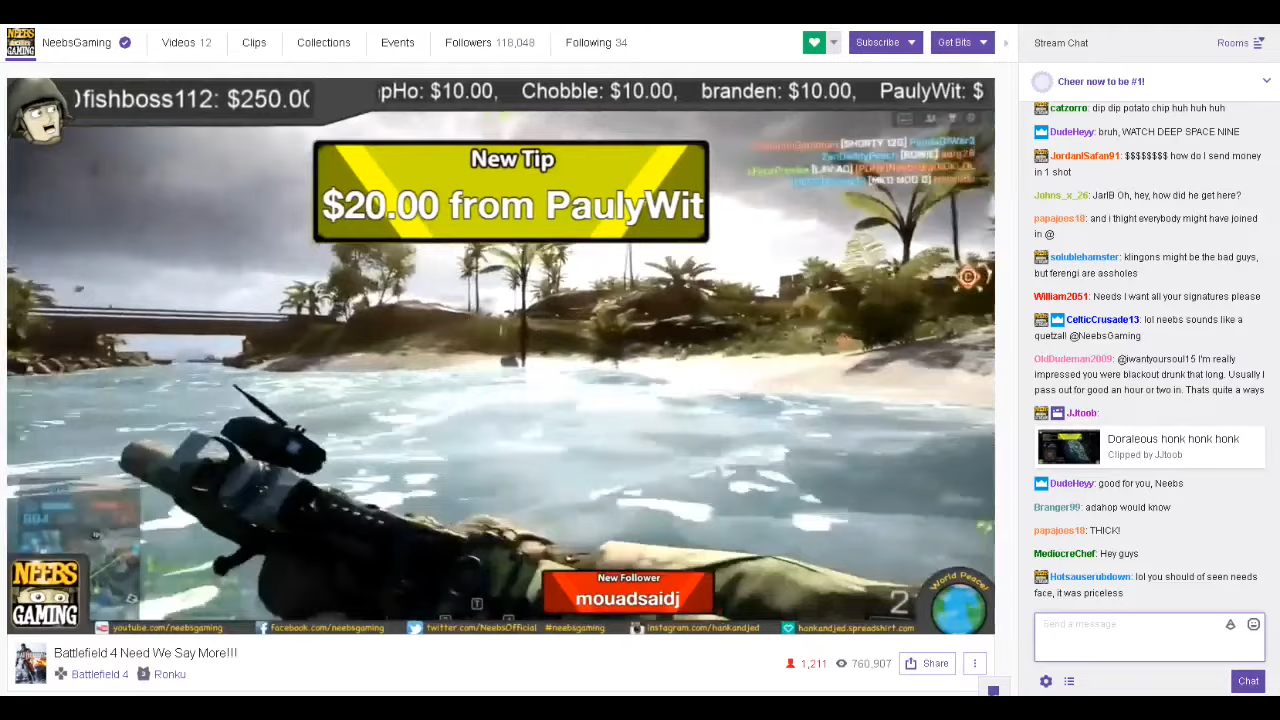 NEEBS
GAMING
NeebsGaming
Videos 12
Clips
Collections
Events
Followers 118,048
Following 34
Subscribe
Get Bits
Stream Chat
Rooms
fishboss112: $250.00
pHo: $10.00, Chobble: $10.00, branden: $10.00, PaulyWit: $
New Tip
$20.00 from PaulyWit
[SHORTY 12G]
New Follower
mouadsaidj
NEEBS
GAMING
World Peace!
2
youtube.com/neebsgaming
facebook.com/neebsgaming
twitter.com/NeebsOfficial #neebsgaming
instagram.com/hankandjed
hankandjed.spreadshirt.com
Battlefield 4 Need We Say More!!!
Battlefield 4
Ronku
1,211
760,907
Share
Cheer now to be #1!
catzorro: dip dip potato chip huh huh huh
DudeHeyy: bruh, WATCH DEEP SPACE NINE
JordanISafan91: $$$$$$$$ how do I send money
in 1 shot
Johns_x_26: JarlB Oh, hey, how did he get here?
papajoes18: and i thight everybody might have joined
in @
solublehamster: klingons might be the bad guys,
but ferengi are assholes
William2051: Needs I want all your signatures please
CelticCrusade13: lol neebs sounds like a
quetzall @NeebsGaming
OldDudeman2009: @iwantyoursoul15 I'm really
impressed you were blackout drunk that long. Usually I
pass out for good an hour or two in. Thats quite a ways
JJtoob:
Doraleous honk honk honk
Clipped by JJtoob
DudeHeyy: good for you, Neebs
Branger99: adahop would know
papajoes18: THICK!
MediocreChef: Hey guys
Hofsauserubdown: lol you should of seen needs
face, it was priceless
Send a message
Chat